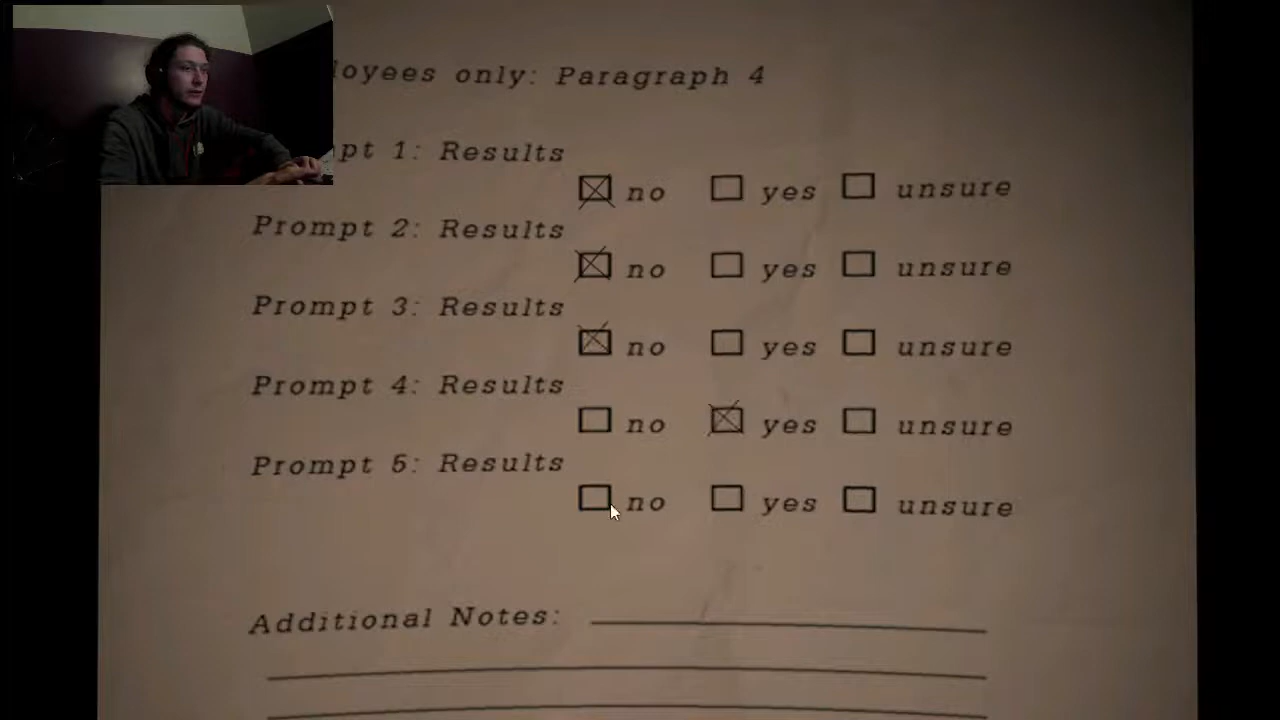 loyees only: Paragraph 4
pt 1: Results
no yes unsure
Prompt 2: Results
no yes unsure
Prompt 3: Results
no yes unsure
Prompt 4: Results
no yes unsure
Prompt 5: Results
no yes unsure
Additional Notes: